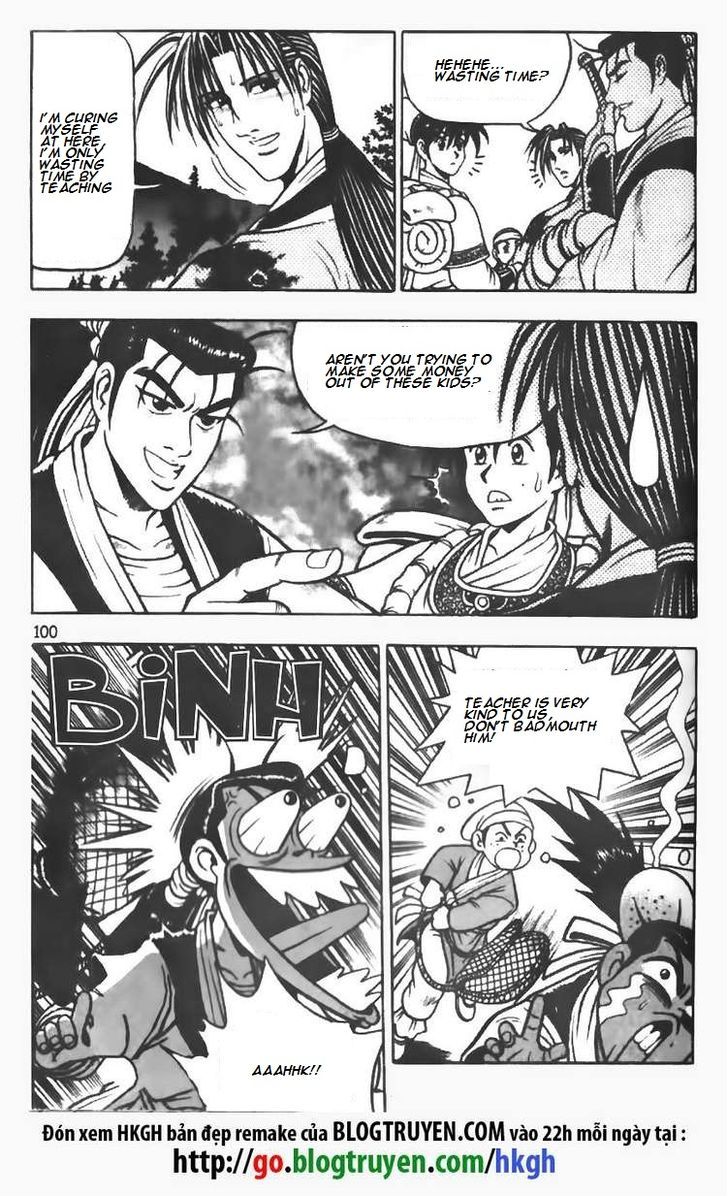 I'M CURING
MYSELF
AT HERE,
I'M ONLY
WASTING
TIME BY
TEACHING
HEHEHE...
WASTING TIME?
AREN'T YOU TRYING TO
MAKE SOME MONEY
OUT OF THESE KIDS?
100
BiNH
AAAHHK!!
TEACHER IS VERY
KIND TO US,
DON'T BADMOUTH
HIM!
Đón xem HKGH bản đẹp remake của BLOGTRUYEN.COM vào 22h mỗi ngày tại :
http://go.blogtruyen.com/hkgh